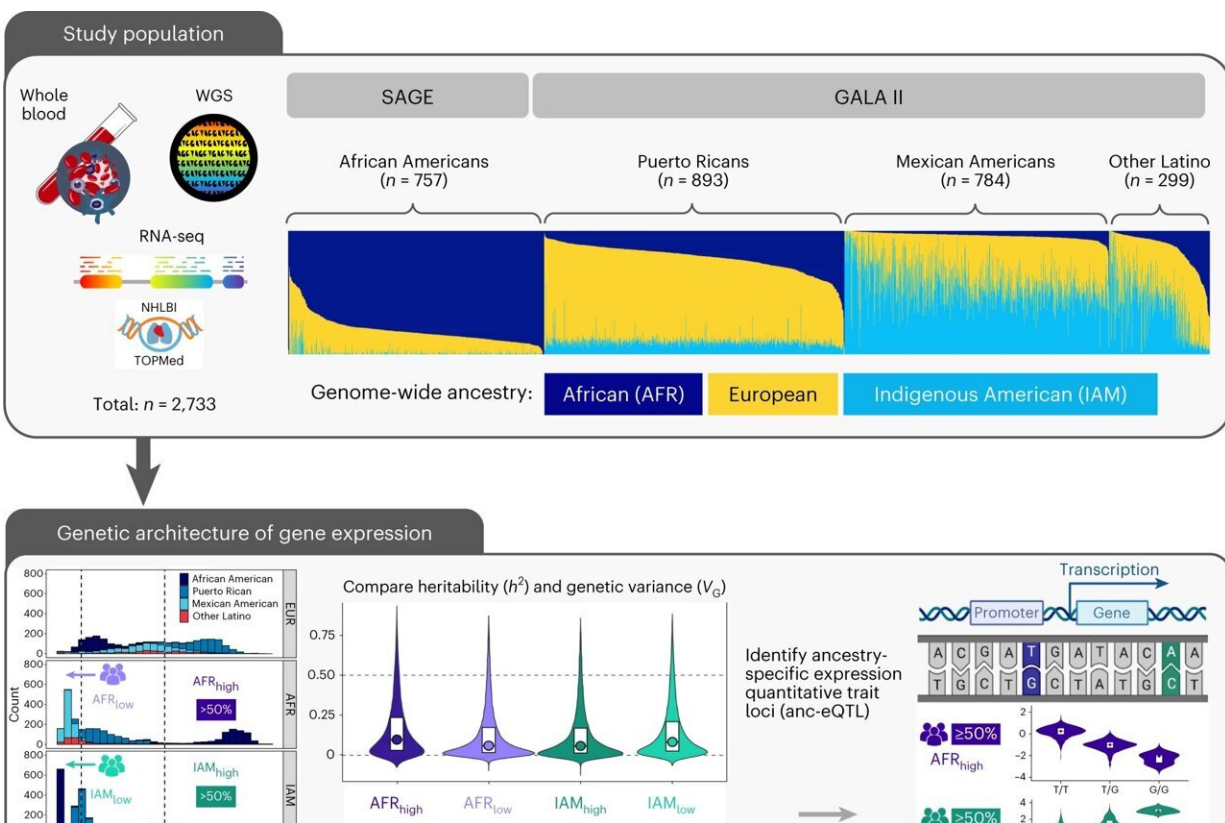 Study population
Whole
blood
WGS
RNA-seq
NHLBI
TOPMed
Total: n = 2,733
SAGE
GALA II
African Americans
(n = 757)
Puerto Ricans
(n = 893)
Mexican Americans
(n = 784)
Other Latino
(n = 299)
Genome-wide ancestry:
African (AFR)
European
Indigenous American (IAM)
Genetic architecture of gene expression
Count
800
600
400
200
0
African American
Puerto Rican
Mexican American
Other Latino
EUR
800
600
400
200
0
AFRlow
AFRhigh
>50%
AFR
800
600
400
200
IAMlow
IAMhigh
>50%
IAM
Compare heritability (h²) and genetic variance (VG)
0.75
0.50
0.25
0
AFRhigh
AFRlow
IAMhigh
IAMlow
Identify ancestry-
specific expression
quantitative trait
loci (anc-eQTL)
Transcription
Promoter
Gene
A C G A T G A T A C A A
T G C T G C T A T G C T
≥50%
AFRhigh
2
0
−2
−4
T/T
T/G
G/G
≥50%
4
2